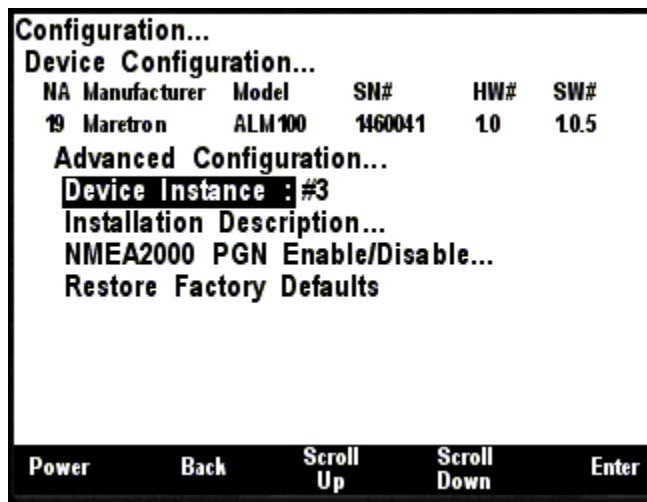 Configuration...
Device Configuration...
NA Manufacturer Model SN# HW# SW#
19 Maretron ALM100 1460041 1.0 1.0.5
Advanced Configuration...
Device Instance : #3
Installation Description...
NMEA2000 PGN Enable/Disable...
Restore Factory Defaults
Power Back Scroll Up Scroll Down Enter